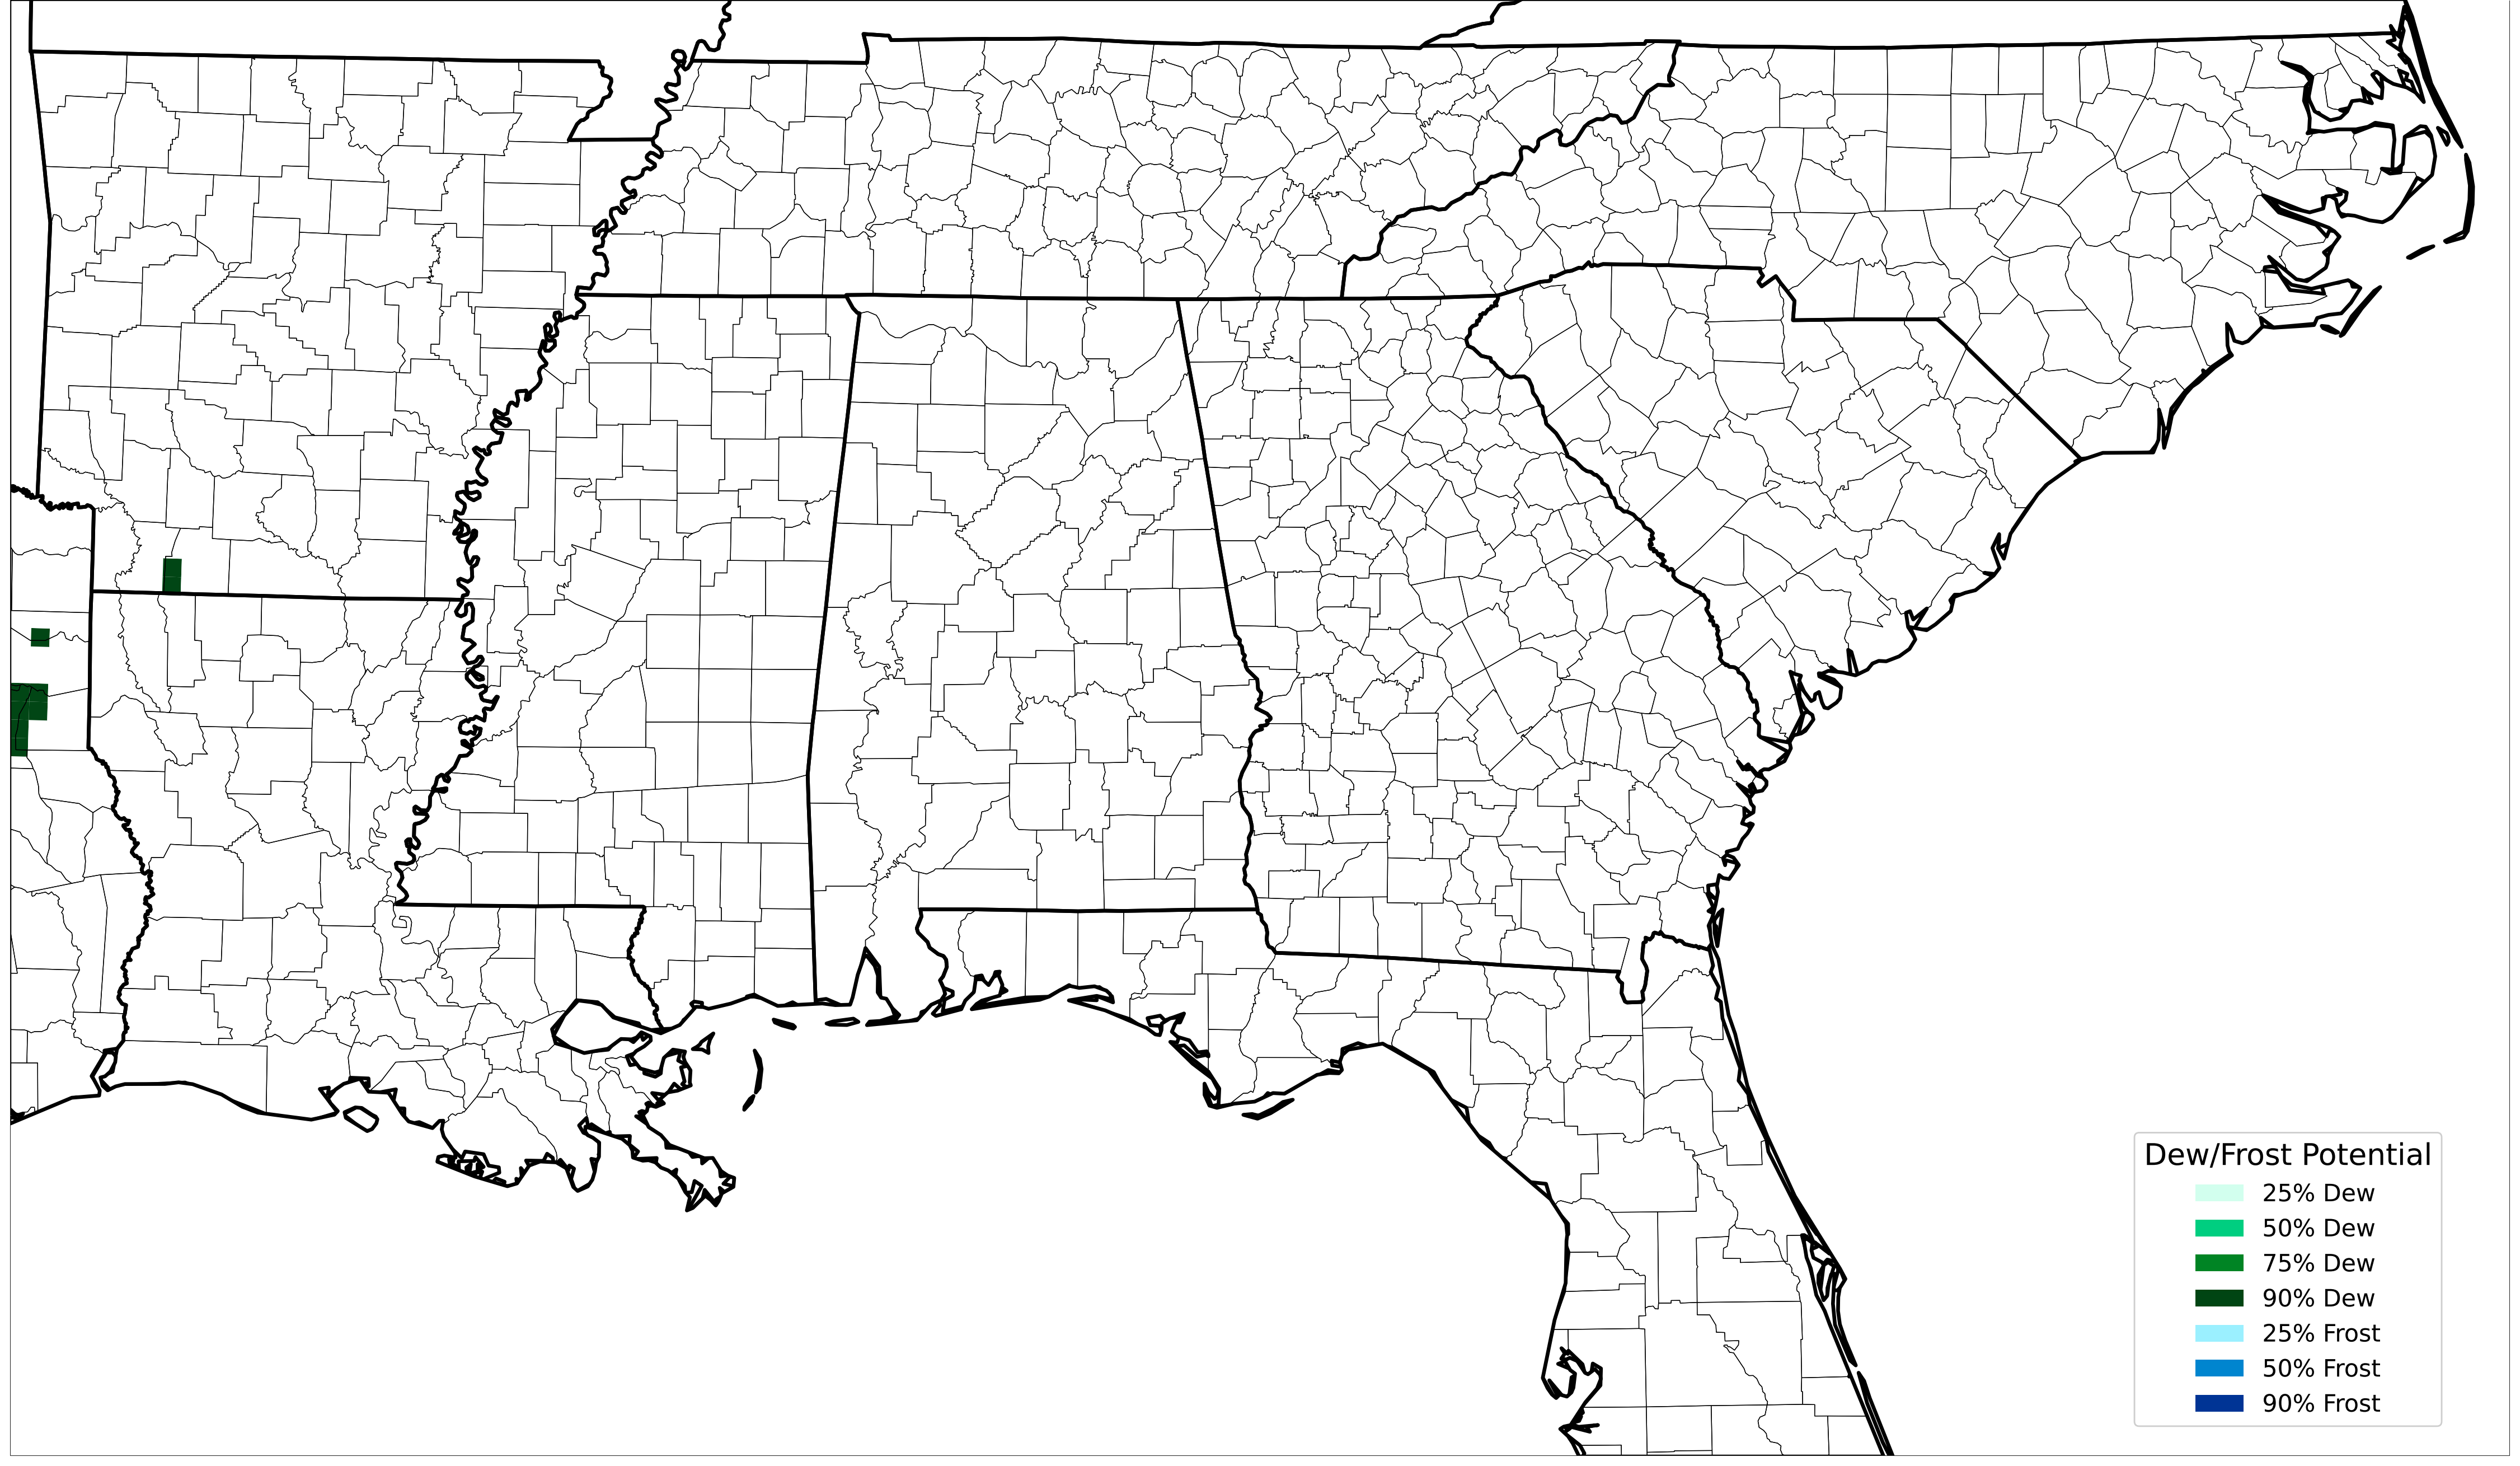 Dew/Frost Potential
25% Dew
50% Dew
75% Dew
90% Dew
25% Frost
50% Frost
90% Frost